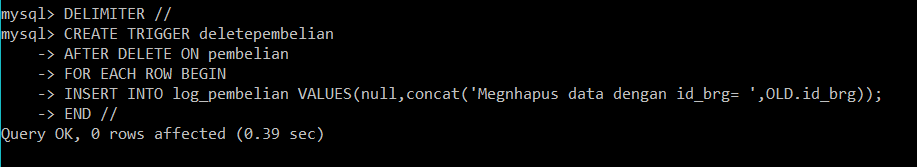 mysql> DELIMITER //
mysql> CREATE TRIGGER deletepembelian
    -> AFTER DELETE ON pembelian
    -> FOR EACH ROW BEGIN
    -> INSERT INTO log_pembelian VALUES(null,concat('Megnhapus data dengan id_brg= ',OLD.id_brg));
    -> END //
Query OK, 0 rows affected (0.39 sec)